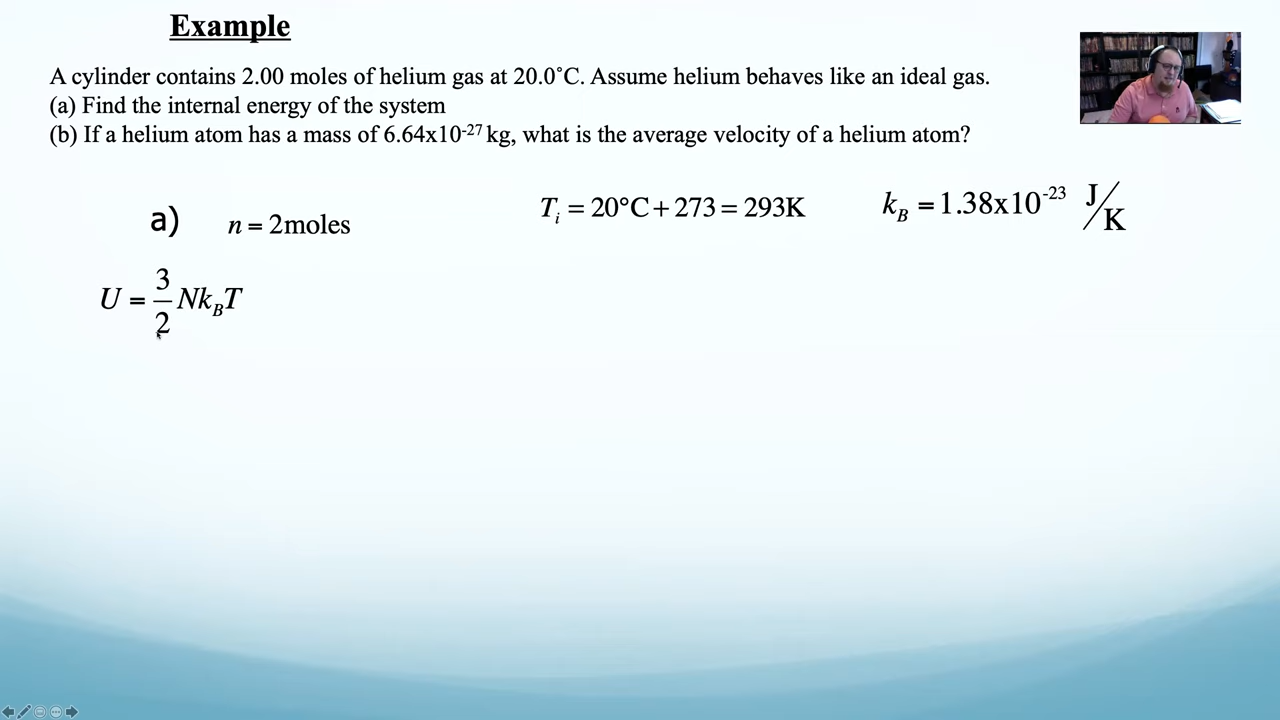 Example
A cylinder contains 2.00 moles of helium gas at 20.0°C. Assume helium behaves like an ideal gas.
(a) Find the internal energy of the system
(b) If a helium atom has a mass of 6.64x10⁻²⁷ kg, what is the average velocity of a helium atom?
a) n = 2moles
T_i = 20°C + 273 = 293K
k_B = 1.38x10⁻²³ J/K
U = 3/2 Nk_BT